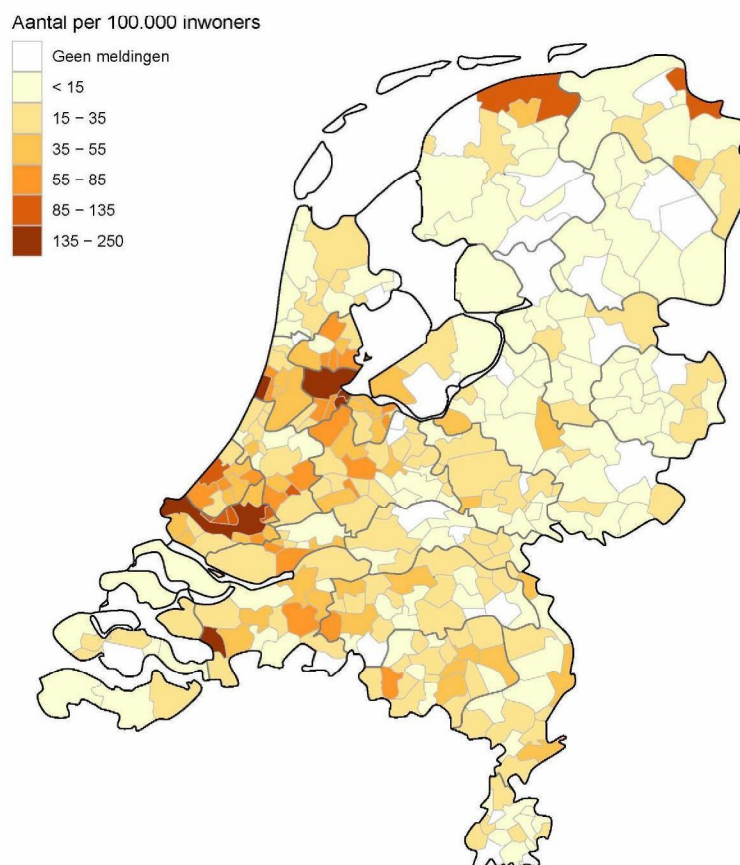 Aantal per 100.000 inwoners
Geen meldingen
< 15
15 – 35
35 – 55
55 – 85
85 – 135
135 – 250